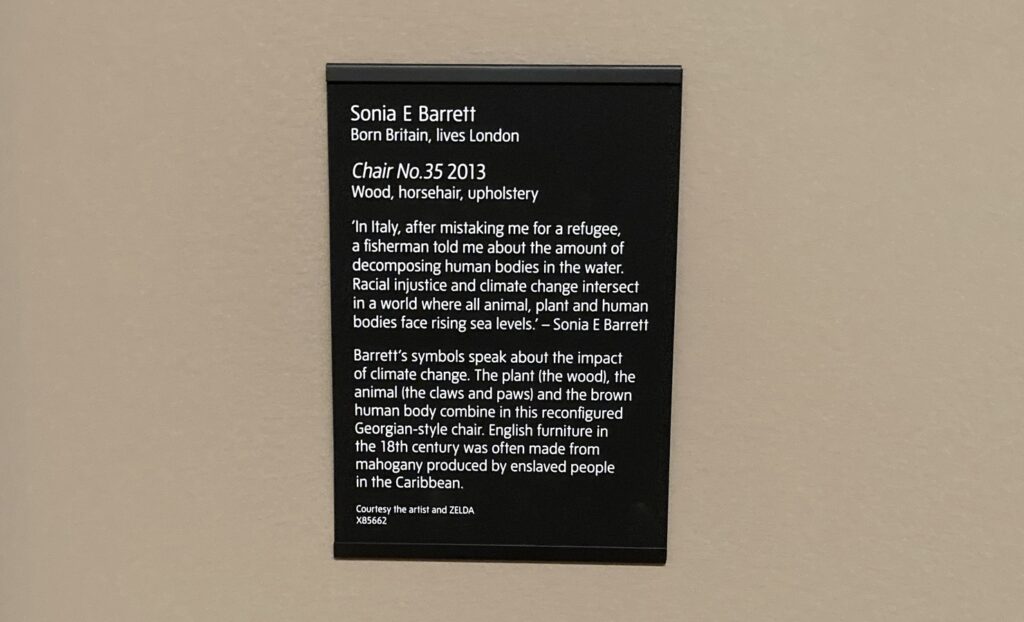 Sonia E Barrett
Born Britain, lives London
Chair No.35 2013
Wood, horsehair, upholstery
‘In Italy, after mistaking me for a refugee,
a fisherman told me about the amount of
decomposing human bodies in the water.
Racial injustice and climate change intersect
in a world where all animal, plant and human
bodies face rising sea levels.’ – Sonia E Barrett
Barrett’s symbols speak about the impact
of climate change. The plant (the wood), the
animal (the claws and paws) and the brown
human body combine in this reconfigured
Georgian-style chair. English furniture in
the 18th century was often made from
mahogany produced by enslaved people
in the Caribbean.
Courtesy the artist and ZELDA
X85662